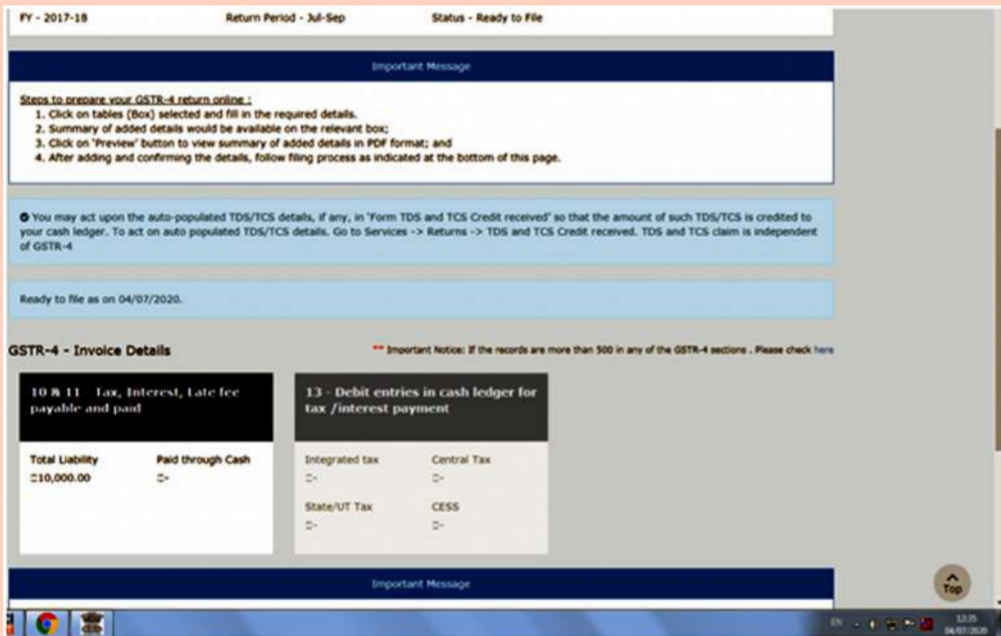 FY - 2017-18 Return Period - Jul-Sep Status - Ready to File
Important Message
Steps to prepare your GSTR-4 return online :
1. Click on tables (Box) selected and fill in the required details.
2. Summary of added details would be available on the relevant box;
3. Click on 'Preview' button to view summary of added details in PDF format; and
4. After adding and confirming the details, follow filing process as indicated at the bottom of this page.
You may act upon the auto-populated TDS/TCS details, if any, in 'Form TDS and TCS Credit received' so that the amount of such TDS/TCS is credited to
your cash ledger. To act on auto populated TDS/TCS details. Go to Services -> Returns -> TDS and TCS Credit received. TDS and TCS claim is independent
of GSTR-4
Ready to file as on 04/07/2020.
GSTR-4 - Invoice Details ** Important Notice: If the records are more than 500 in any of the GSTR-4 sections . Please check here
10 & 11 - Tax, Interest, Late fee
payable and paid
Total Liability Paid through Cash
10,000.00 -
13 - Debit entries in cash ledger for
tax /interest payment
Integrated tax Central Tax
- -
State/UT Tax CESS
- -
Important Message
Top
EN 12:35
04/07/2020